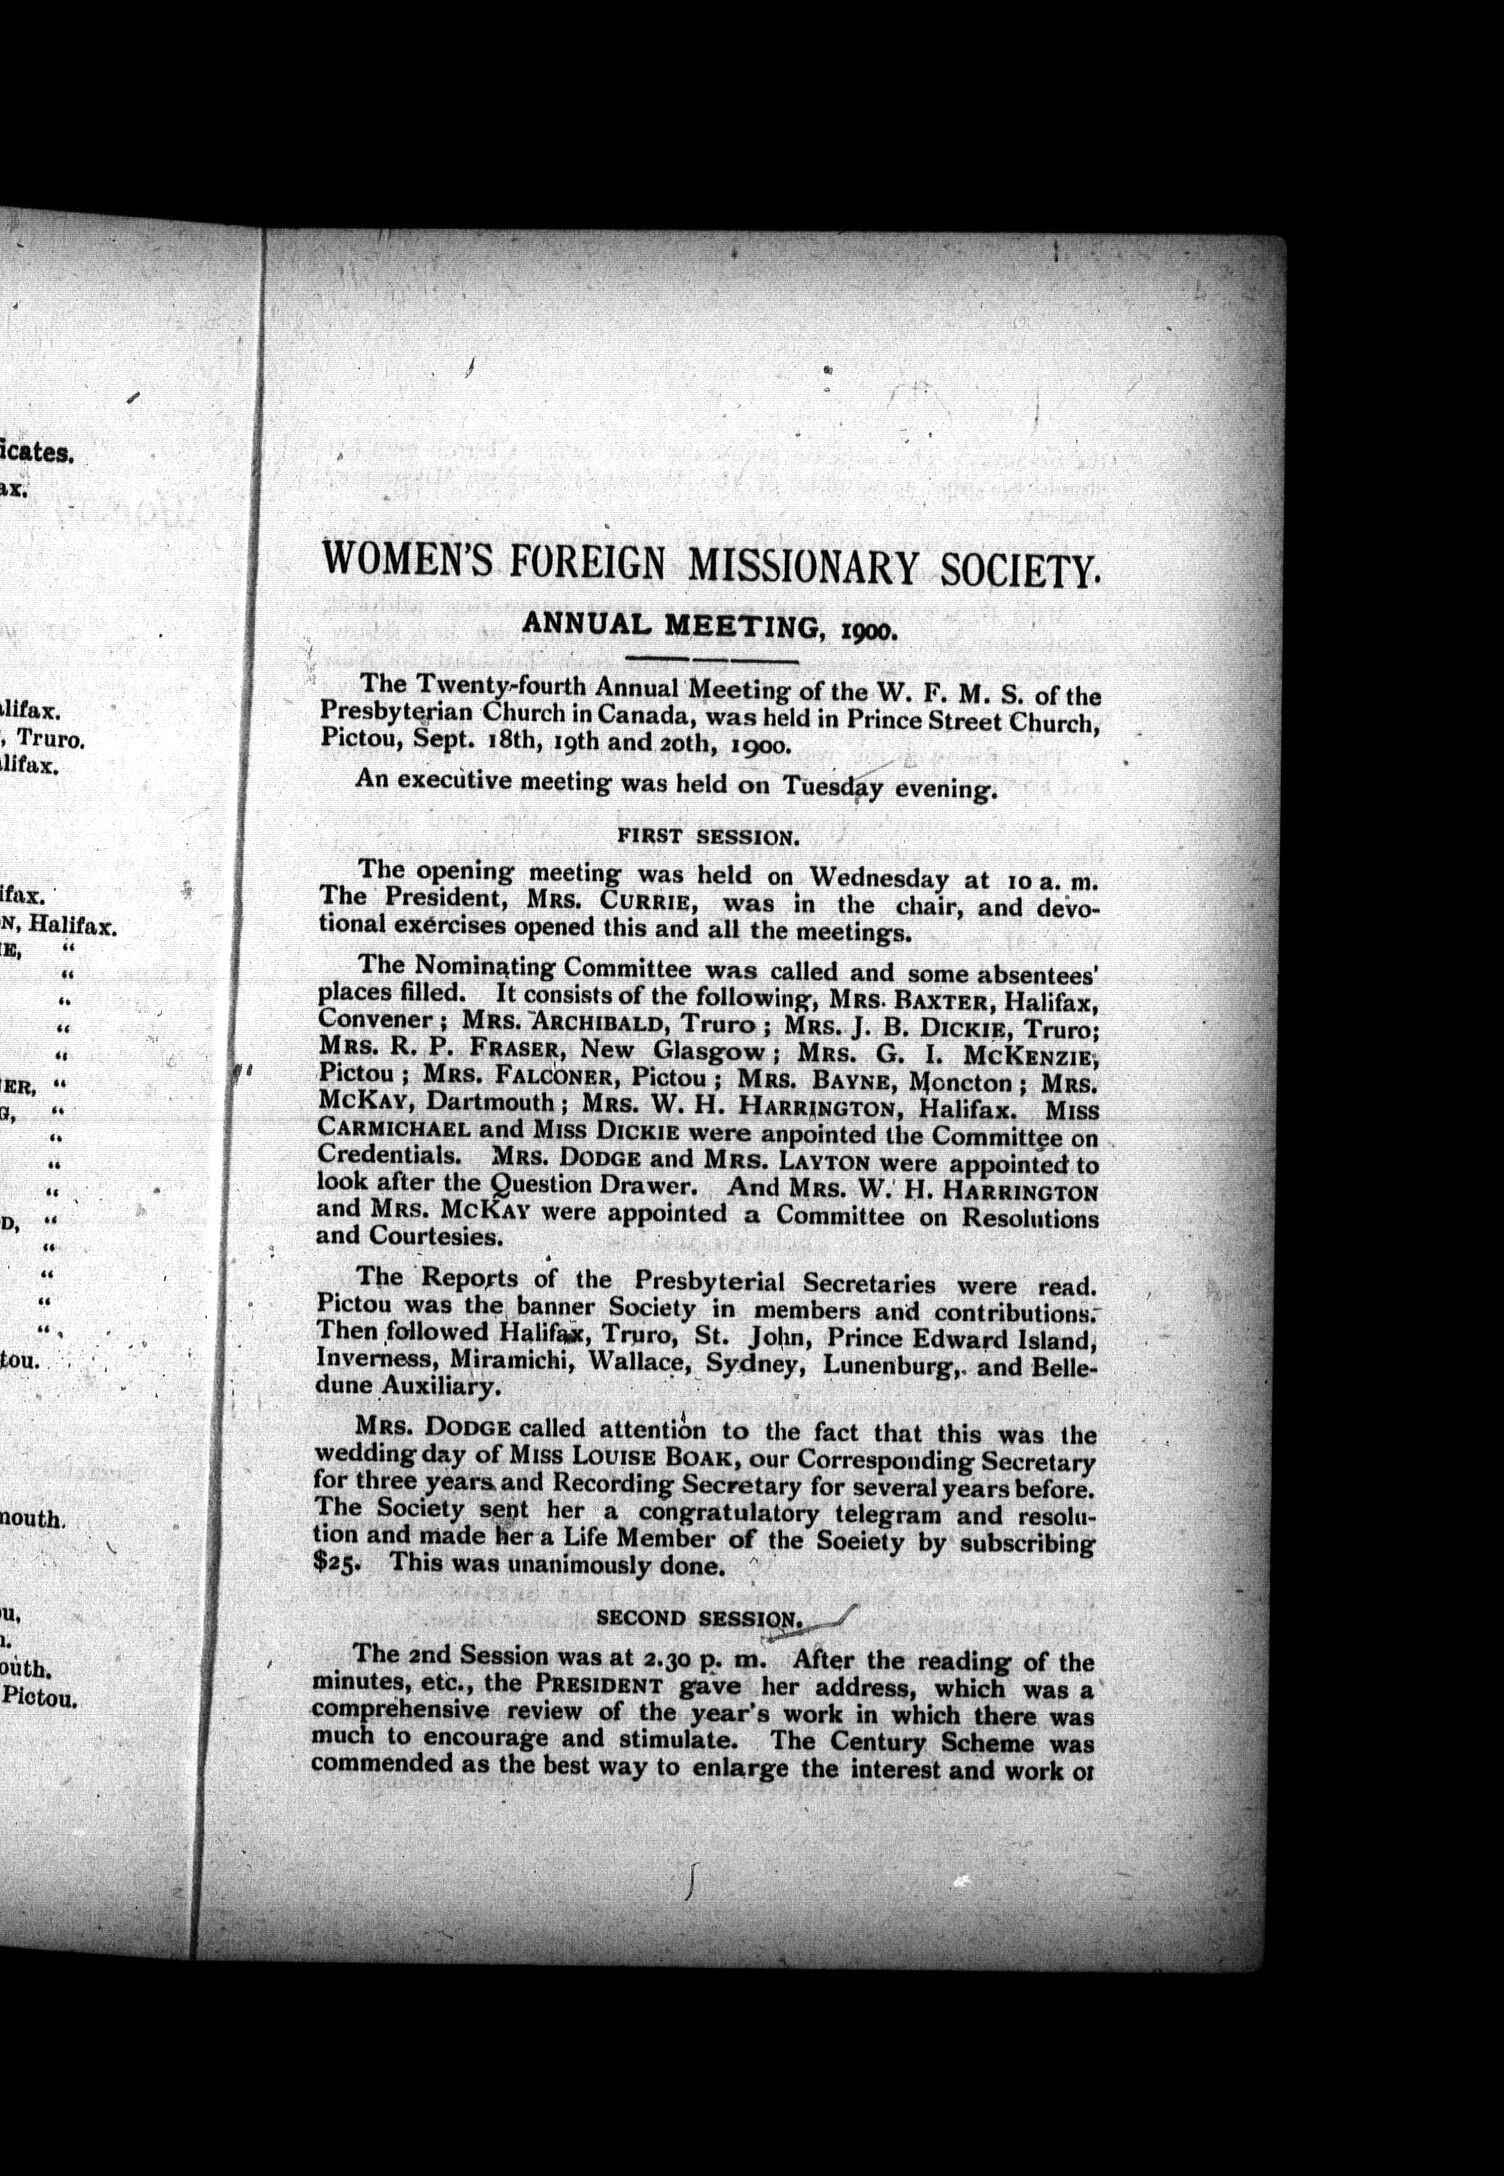 icates.
ax.
alifax.
, Truro.
alifax.
ifax.
N, Halifax.
IE, "
"
"
"
"
ER, "
G, "
"
"
"
D, "
"
"
"
"
tou.
mouth.
ou,
n.
outh.
Pictou.
WOMEN'S FOREIGN MISSIONARY SOCIETY.
ANNUAL MEETING, 1900.
The Twenty-fourth Annual Meeting of the W. F. M. S. of the
Presbyterian Church in Canada, was held in Prince Street Church,
Pictou, Sept. 18th, 19th and 20th, 1900.
An executive meeting was held on Tuesday evening.
FIRST SESSION.
The opening meeting was held on Wednesday at 10 a. m.
The President, MRS. CURRIE, was in the chair, and devo-
tional exercises opened this and all the meetings.
The Nominating Committee was called and some absentees'
places filled. It consists of the following, MRS. BAXTER, Halifax,
Convener; MRS. ARCHIBALD, Truro; MRS. J. B. DICKIE, Truro;
MRS. R. P. FRASER, New Glasgow; MRS. G. I. MCKENZIE,
Pictou; MRS. FALCONER, Pictou; MRS. BAYNE, Moncton; MRS.
MCKAY, Dartmouth; MRS. W. H. HARRINGTON, Halifax. MISS
CARMICHAEL and MISS DICKIE were anpointed the Committee on
Credentials. MRS. DODGE and MRS. LAYTON were appointed to
look after the Question Drawer. And MRS. W. H. HARRINGTON
and MRS. MCKAY were appointed a Committee on Resolutions
and Courtesies.
The Reports of the Presbyterial Secretaries were read.
Pictou was the banner Society in members and contributions.
Then followed Halifax, Truro, St. John, Prince Edward Island,
Inverness, Miramichi, Wallace, Sydney, Lunenburg, and Belle-
dune Auxiliary.
MRS. DODGE called attention to the fact that this was the
wedding day of MISS LOUISE BOAK, our Corresponding Secretary
for three years and Recording Secretary for several years before.
The Society sent her a congratulatory telegram and resolu-
tion and made her a Life Member of the Soeiety by subscribing
$25. This was unanimously done.
SECOND SESSION.
The 2nd Session was at 2.30 p. m. After the reading of the
minutes, etc., the PRESIDENT gave her address, which was a
comprehensive review of the year's work in which there was
much to encourage and stimulate. The Century Scheme was
commended as the best way to enlarge the interest and work of